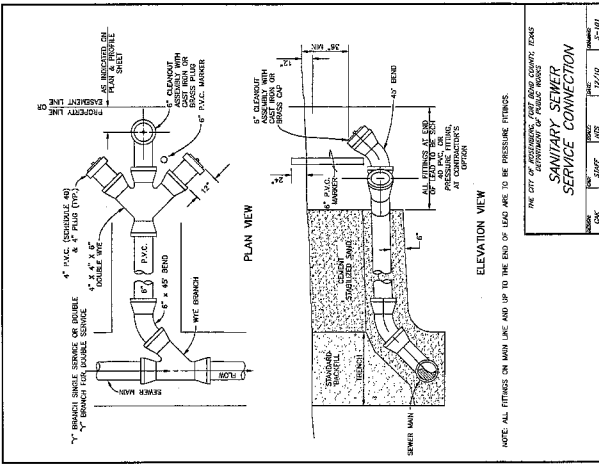 "Y" BRANCH SINGLE SERVICE OR DOUBLE
"Y" BRANCH FOR DOUBLE SERVICE
4" P.V.C. (SCHEDULE 40)
& 4" PLUG (TYP.)
4" X 4" X 6"
DOUBLE WYE
PROPERTY LINE
OR
EASEMENT LINE
AS INDICATED ON
PLAN & PROFILE
SHEET
6" CLEANOUT
ASSEMBLY WITH
CAST IRON OR
BRASS PLUG
6" P.V.C. MARKER
12"
P.V.C.
6"
6" x 45° BEND
WYE BRANCH
SEWER MAIN
FLOW
PLAN VIEW
6" CLEANOUT
ASSEMBLY WITH
CAST IRON OR
BRASS CAP
12"
36" MIN.
24"
6" P.V.C.
MARKER
45° BEND
ALL FITTINGS AT END
OF LEAD TO BE SCH
40 PVC, OR
PRESSURE FITTING,
AT CONTRACTOR'S
OPTION
STANDARD
BACKFILL
TRENCH
CEMENT
STABILIZED SAND
6"
SEWER MAIN
ELEVATION VIEW
NOTE: ALL FITTINGS ON MAIN LINE AND UP TO THE END OF LEAD ARE TO BE PRESSURE FITTINGS.
THE CITY OF ROSENBERG, FORT BEND COUNTY, TEXAS
DEPARTMENT OF PUBLIC WORKS
SANITARY SEWER
SERVICE CONNECTION
CMK
STAFF
NTS
DATE:
12/10
S-101